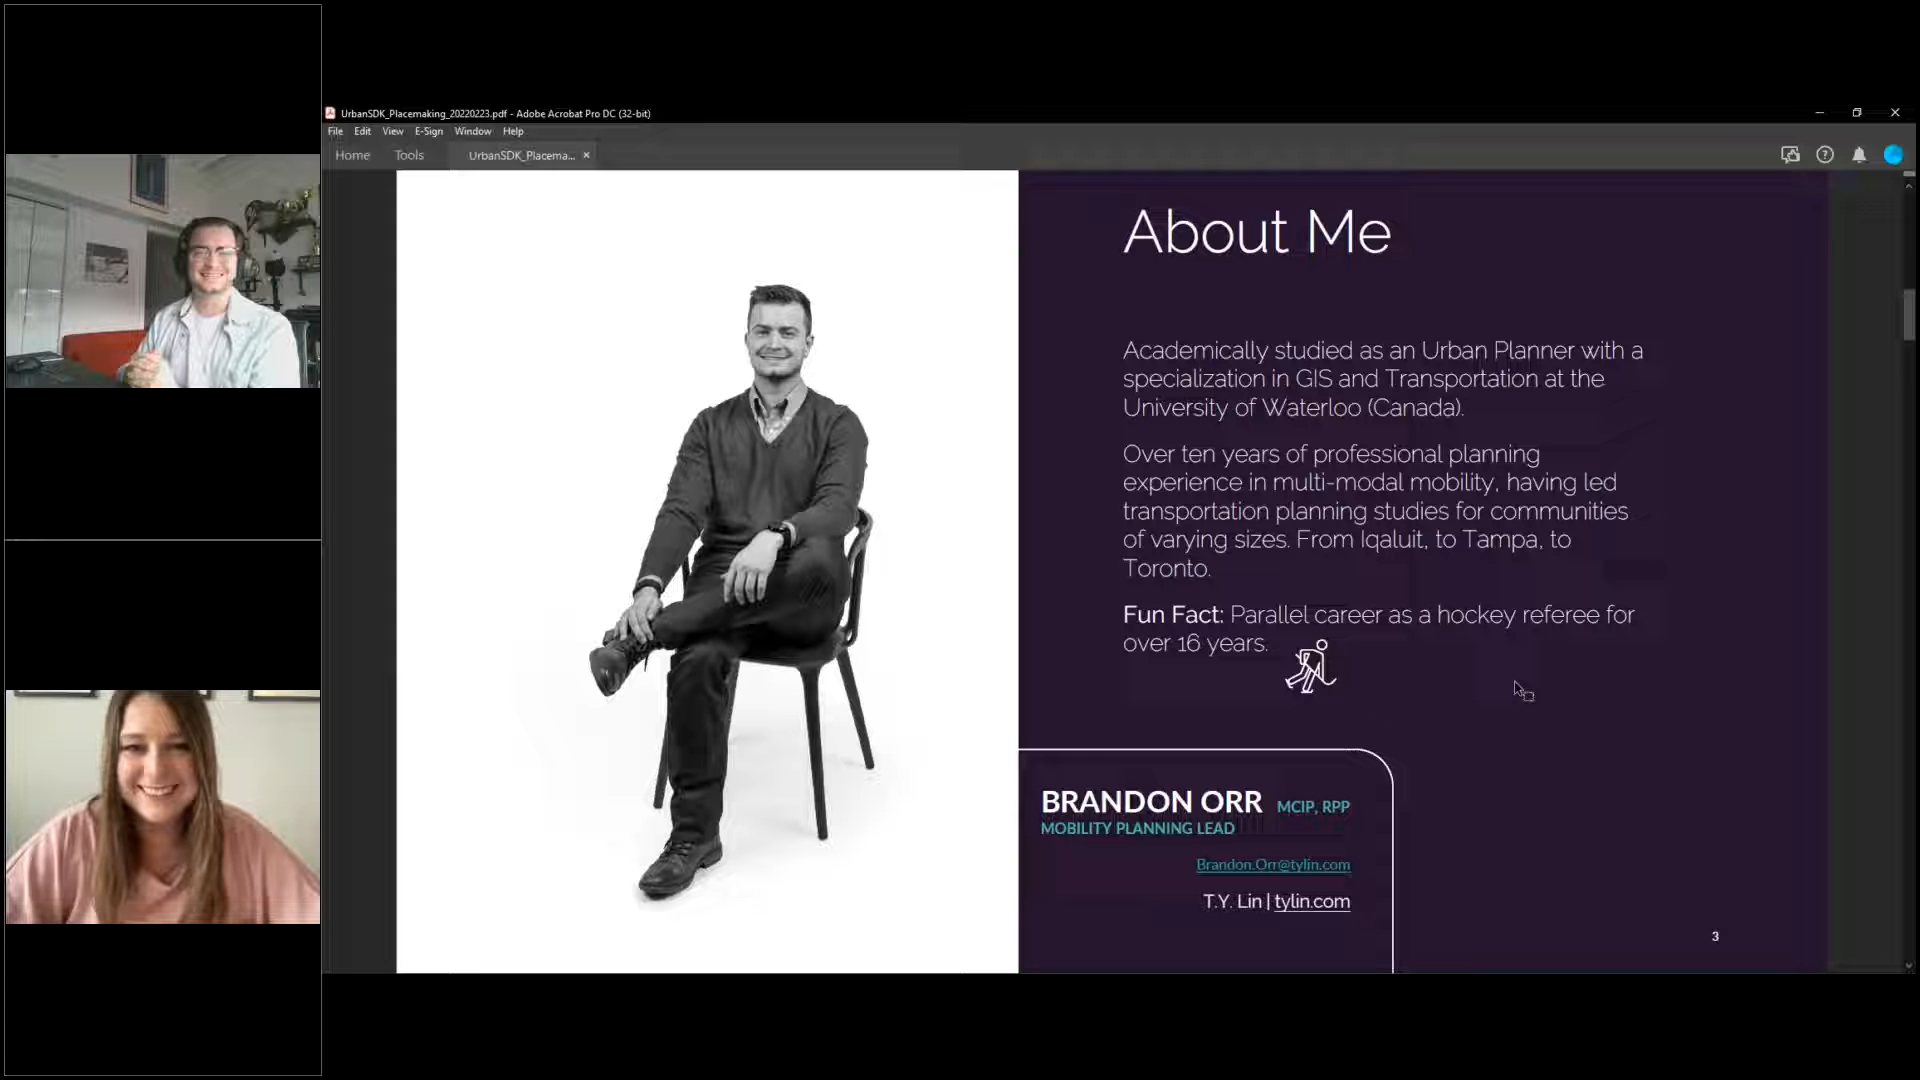 UrbanSDK_Placemaking_20220223.pdf - Adobe Acrobat Pro DC (32-bit)
File Edit View E-Sign Window Help
Home Tools UrbanSDK_Placema... ×
About Me
Academically studied as an Urban Planner with a
specialization in GIS and Transportation at the
University of Waterloo (Canada).
Over ten years of professional planning
experience in multi-modal mobility, having led
transportation planning studies for communities
of varying sizes. From Iqaluit, to Tampa, to
Toronto.
Fun Fact: Parallel career as a hockey referee for
over 16 years.
BRANDON ORR MCIP, RPP
MOBILITY PLANNING LEAD
Brandon.Orr@tylin.com
T.Y. Lin | tylin.com
3